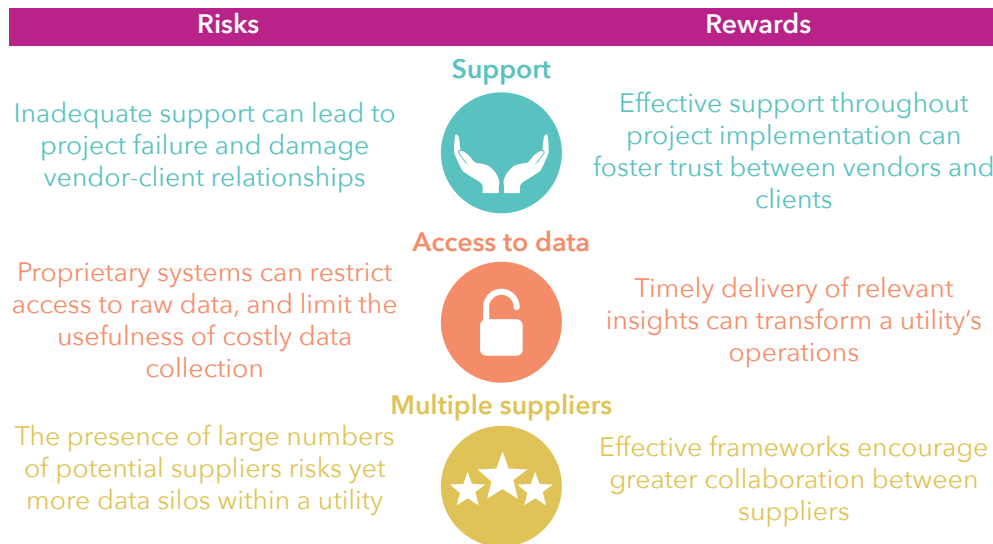 Risks
Rewards
Support
Inadequate support can lead to
project failure and damage
vendor-client relationships
Effective support throughout
project implementation can
foster trust between vendors and
clients
Access to data
Proprietary systems can restrict
access to raw data, and limit the
usefulness of costly data
collection
Timely delivery of relevant
insights can transform a utility’s
operations
Multiple suppliers
The presence of large numbers
of potential suppliers risks yet
more data silos within a utility
Effective frameworks encourage
greater collaboration between
suppliers